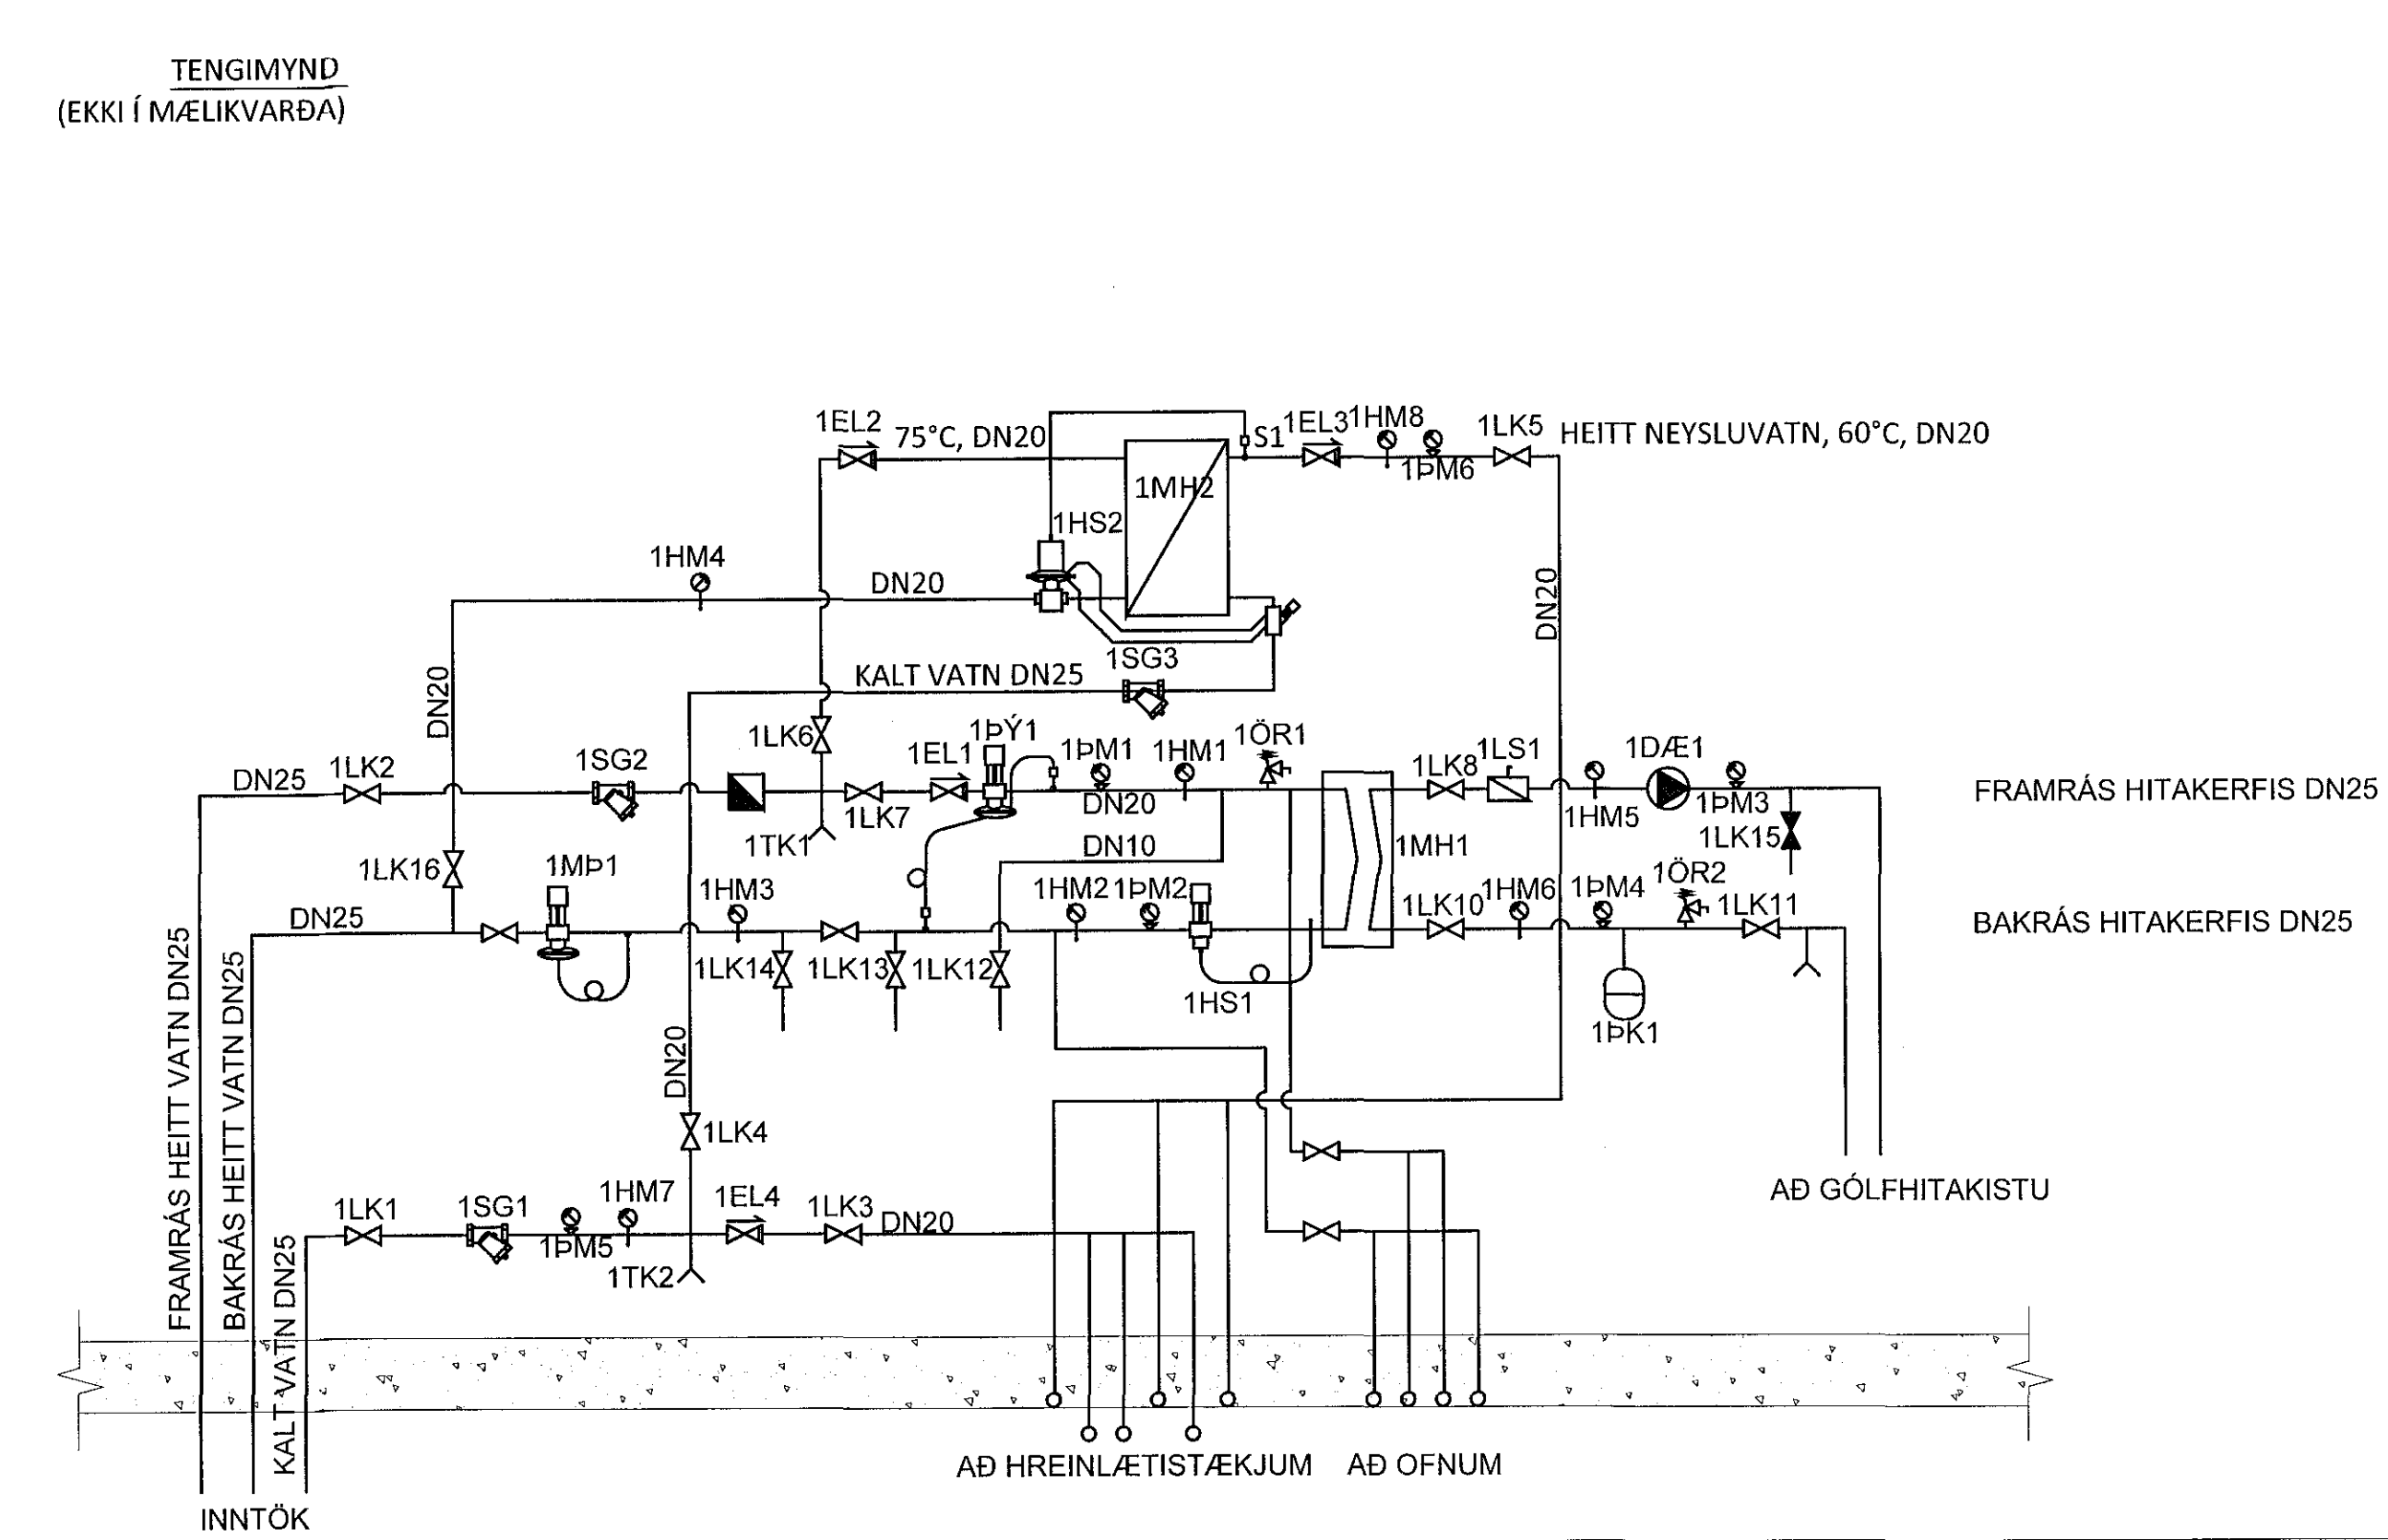 TENGIMYND
(EKKI Í MÆLIKVARÐA)
1EL2
75°C, DN20
S1
1EL3
1HM8
1ÞM6
1LK5
HEITT NEYSLUVATN, 60°C, DN20
1MH2
1HS2
1HM4
DN20
DN20
DN20
1SG3
KALT VATN DN25
1LK6
1ÞÝ1
1EL1
1ÞM1
1HM1
1ÖR1
1LK8
1LS1
1DÆ1
DN25
1LK2
1SG2
1TK1
1LK7
DN20
1HM5
1ÞM3
1LK15
FRAMRÁS HITAKERFIS DN25
DN10
1MH1
1LK16
1MÞ1
1HM3
1HM2
1ÞM2
1LK10
1HM6
1ÞM4
1ÖR2
1LK11
DN25
BAKRÁS HITAKERFIS DN25
1LK14
1LK13
1LK12
1HS1
1ÞK1
DN20
1LK4
FRAMRÁS HEITT VATN DN25
BAKRÁS HEITT VATN DN25
KALT VATN DN25
1LK1
1SG1
1ÞM5
1HM7
1TK2
1EL4
1LK3
DN20
AÐ GÓLFHITAKISTU
AÐ HREINLÆTISTÆKJUM
AÐ OFNUM
INNTÖK